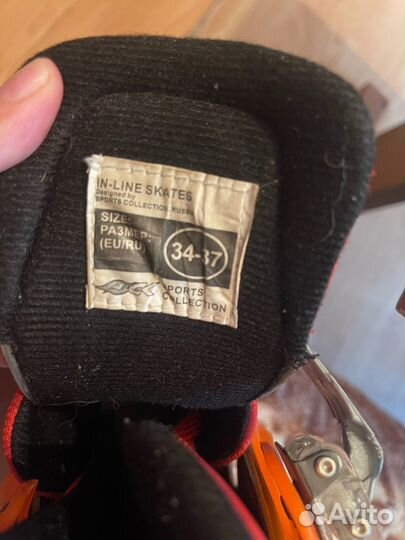 IN-LINE SKATES
Designed by
SPORTS COLLECTION, RUSSIA
SIZE:
РАЗМЕР:
(EU/RU)
34-37
SPORTS
COLLECTION
Avito